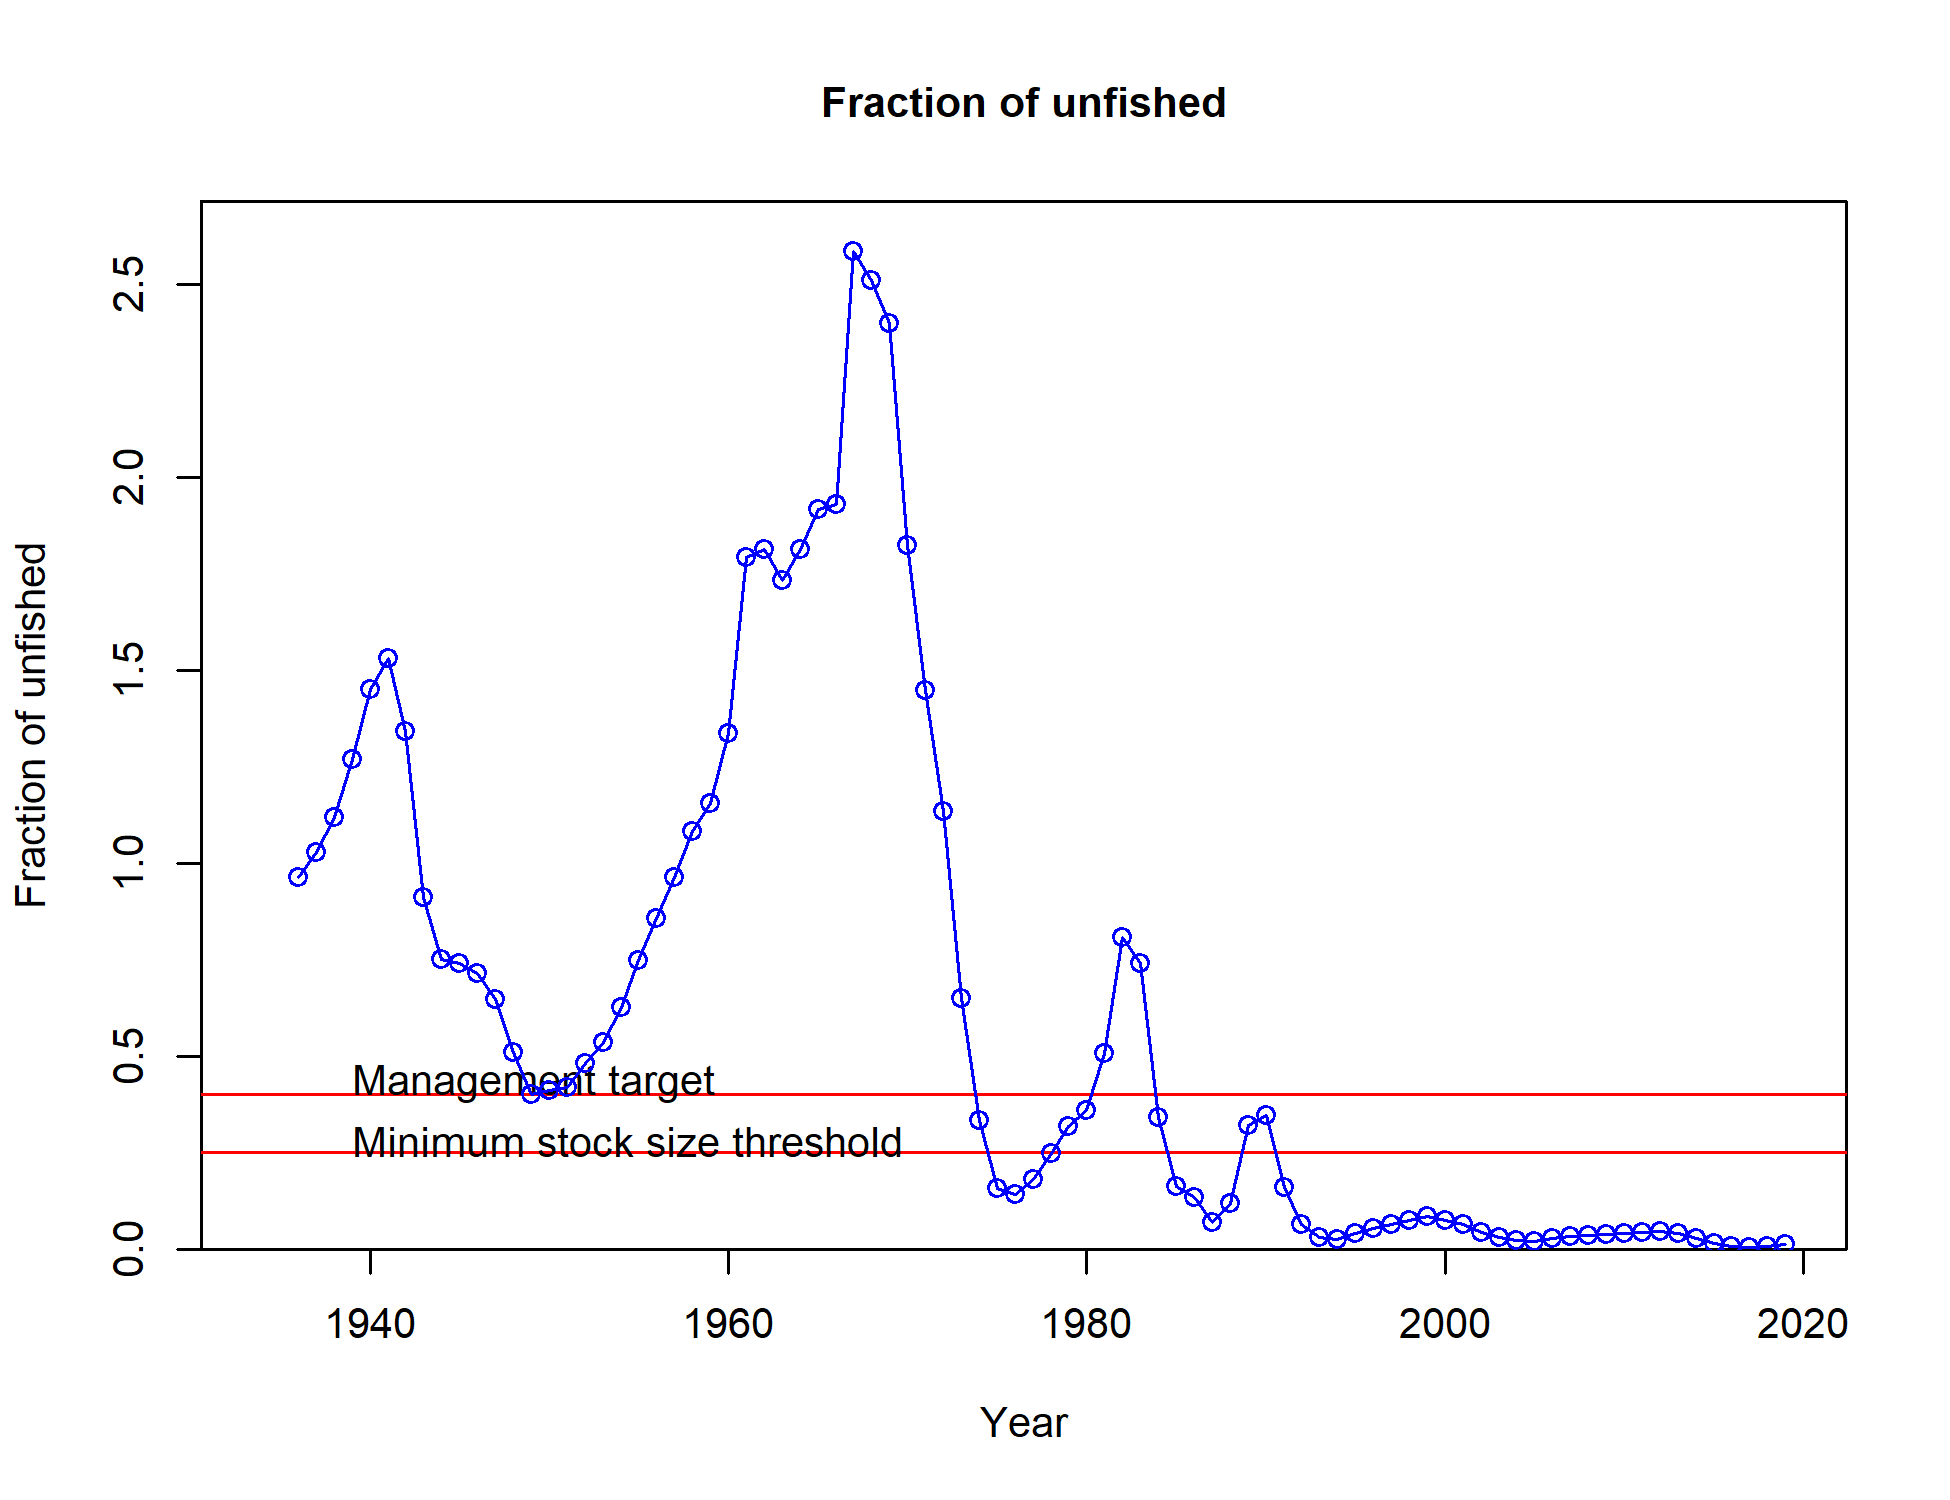 Fraction of unfished
Fraction of unfished
2.5
2.0
1.5
1.0
0.5
0.0
Management target
Minimum stock size threshold
1940 1960 1980 2000 2020
Year